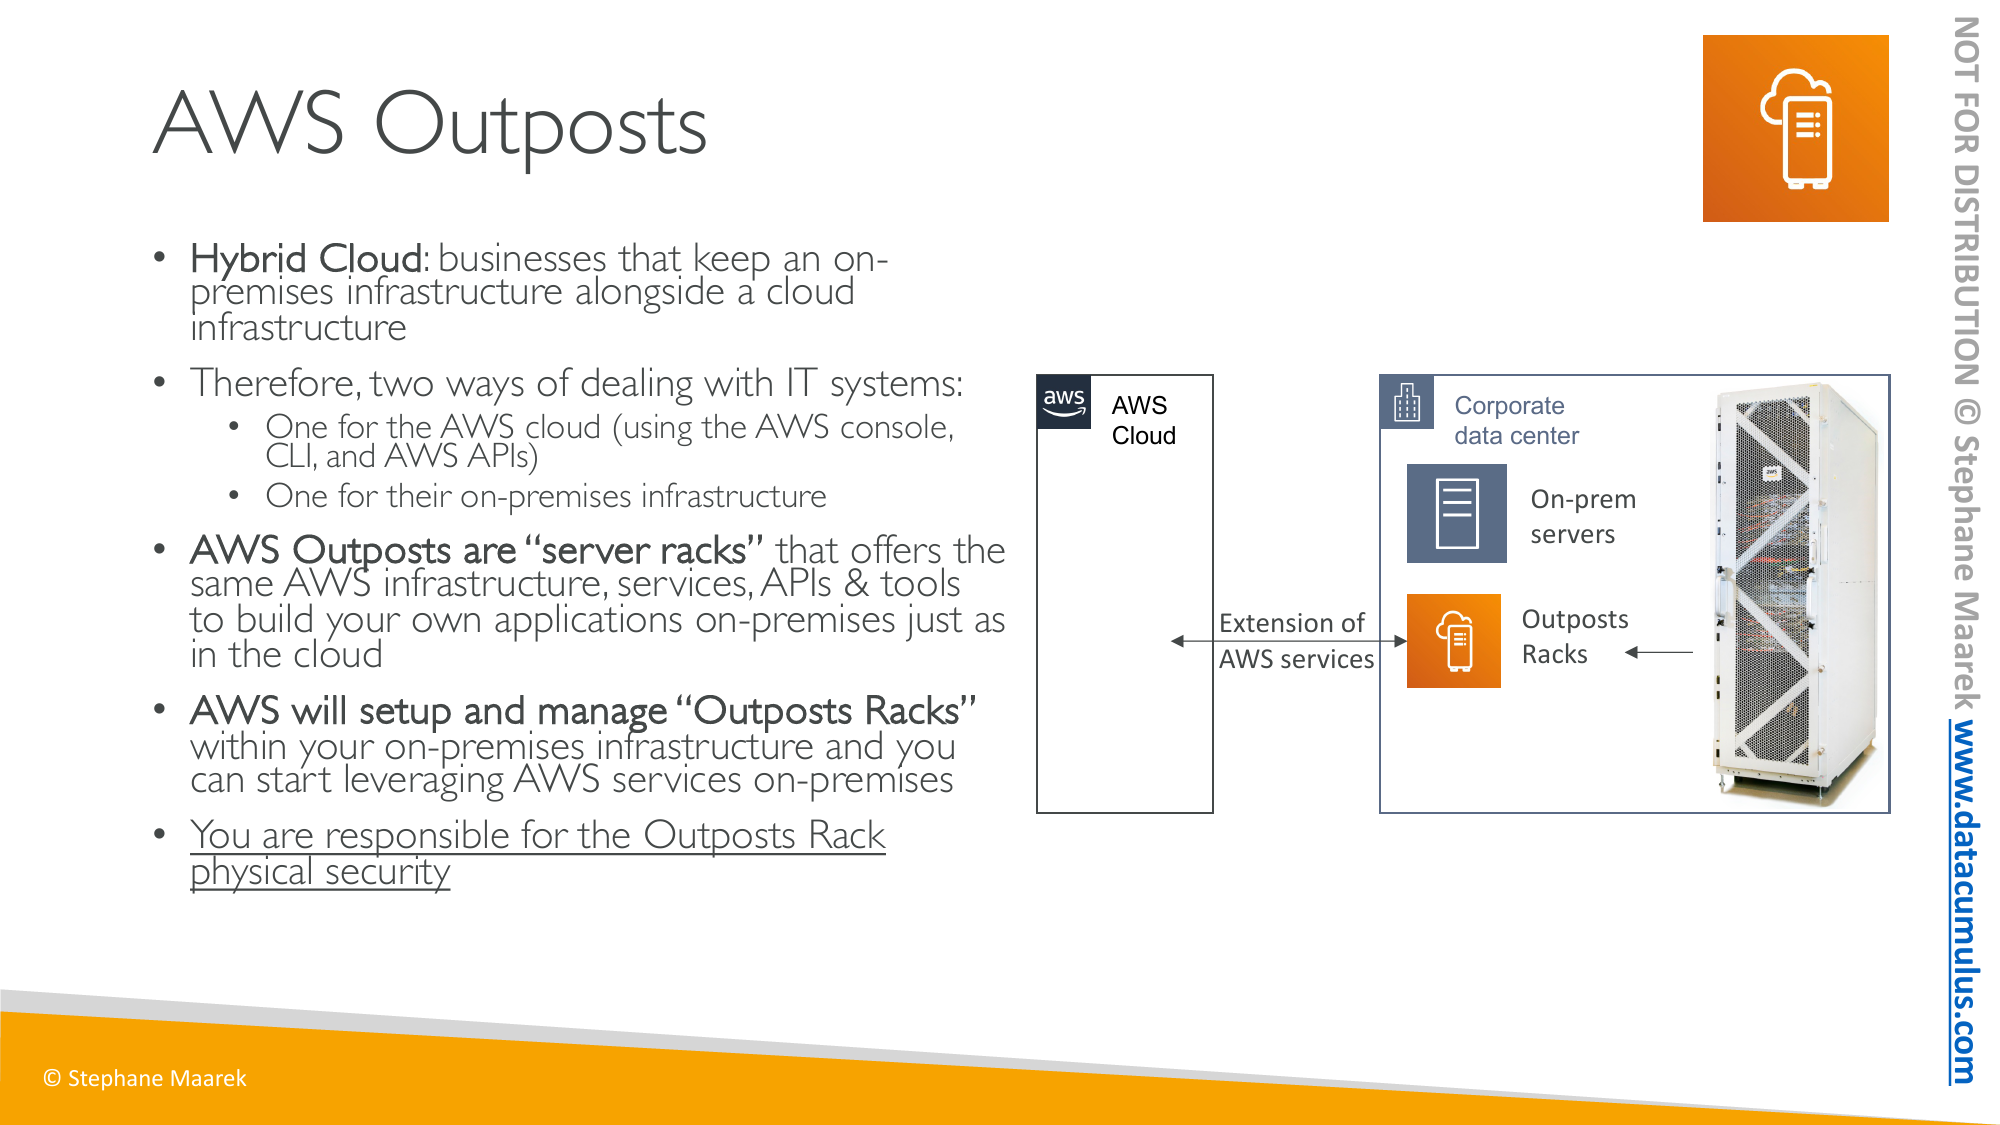 AWS Outposts
• Hybrid Cloud: businesses that keep an on-
premises infrastructure alongside a cloud
infrastructure
• Therefore, two ways of dealing with IT systems:
• One for the AWS cloud (using the AWS console,
CLI, and AWS APIs)
• One for their on-premises infrastructure
• AWS Outposts are “server racks” that offers the
same AWS infrastructure, services, APIs & tools
to build your own applications on-premises just as
in the cloud
• AWS will setup and manage “Outposts Racks”
within your on-premises infrastructure and you
can start leveraging AWS services on-premises
• You are responsible for the Outposts Rack
physical security
aws
AWS
Cloud
Extension of
AWS services
Corporate
data center
On-prem
servers
Outposts
Racks
aws
NOT FOR DISTRIBUTION © Stephane Maarek www.datacumulus.com
© Stephane Maarek